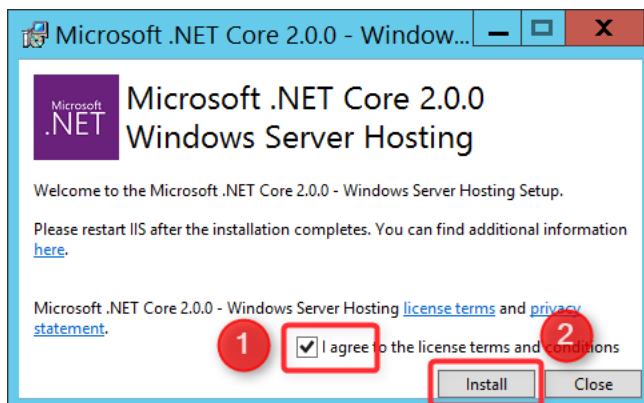 Microsoft .NET Core 2.0.0 - Window...
X
Microsoft
.NET
Microsoft .NET Core 2.0.0
Windows Server Hosting
Welcome to the Microsoft .NET Core 2.0.0 - Windows Server Hosting Setup.
Please restart IIS after the installation completes. You can find additional information
here.
Microsoft .NET Core 2.0.0 - Windows Server Hosting license terms and privacy
statement.
1
I agree to the license terms and conditions
2
Install
Close